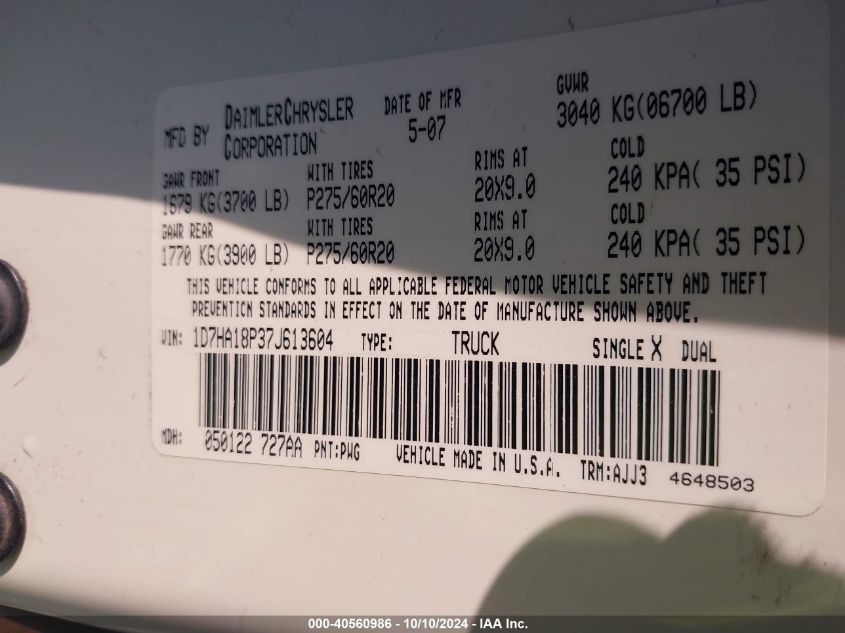 MFD BY DAIMLERCHRYSLER CORPORATION
DATE OF MFR 5-07
GVWR 3040 KG(06700 LB)
GAWR FRONT WITH TIRES RIMS AT COLD
1679 KG(3700 LB) P275/60R20 20X9.0 240 KPA( 35 PSI)
GAWR REAR WITH TIRES RIMS AT COLD
1770 KG(3900 LB) P275/60R20 20X9.0 240 KPA( 35 PSI)
THIS VEHICLE CONFORMS TO ALL APPLICABLE FEDERAL MOTOR VEHICLE SAFETY AND THEFT
PREVENTION STANDARDS IN EFFECT ON THE DATE OF MANUFACTURE SHOWN ABOVE.
VIN: 1D7HA18P37J613604 TYPE: TRUCK SINGLE X DUAL
MDH: 050122 727AA PNT:PWG VEHICLE MADE IN U.S.A. TRM:AJJ3 4648503
000-40560986 - 10/10/2024 - IAA Inc.